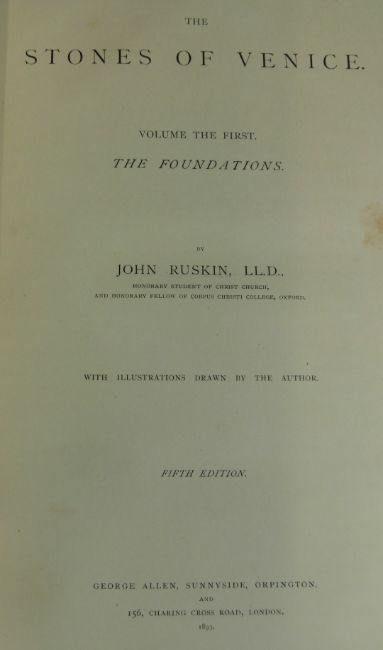 THE
STONES OF VENICE.
VOLUME THE FIRST.
THE FOUNDATIONS.
BY
JOHN RUSKIN, LL.D.,
HONORARY STUDENT OF CHRIST CHURCH,
AND HONORARY FELLOW OF CORPUS CHRISTI COLLEGE, OXFORD.
WITH ILLUSTRATIONS DRAWN BY THE AUTHOR.
FIFTH EDITION.
GEORGE ALLEN, SUNNYSIDE, ORPINGTON,
AND
156, CHARING CROSS ROAD, LONDON.
1893.